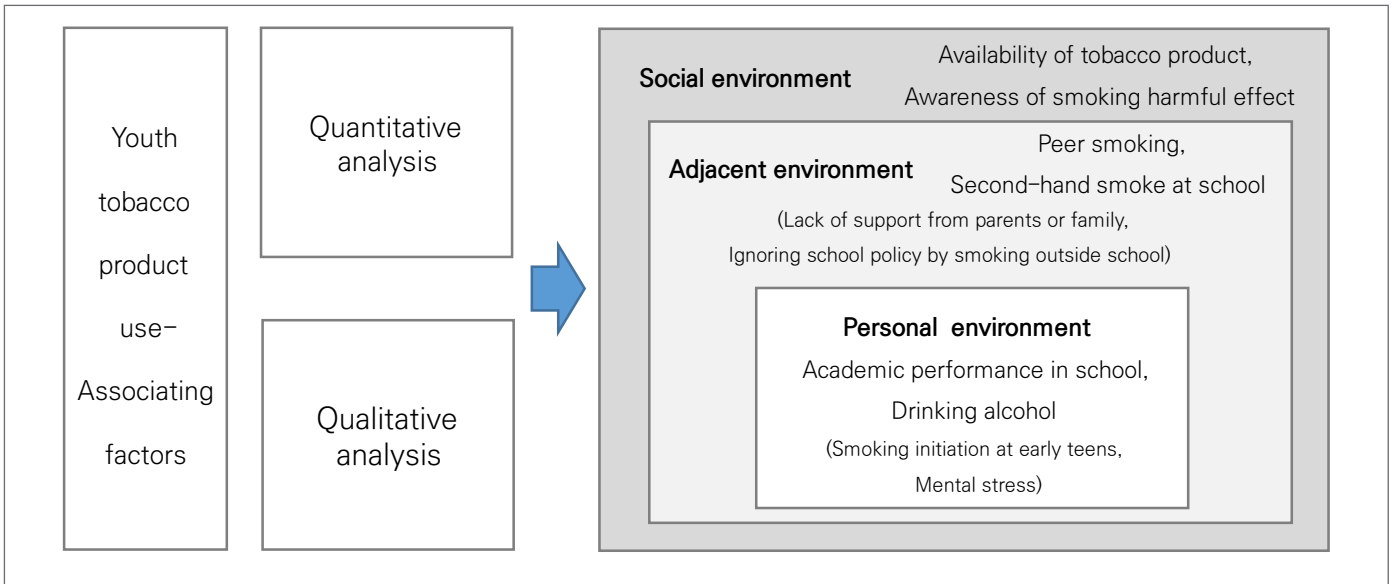 Youth
tobacco
product
use-
Associating
factors
Quantitative
analysis
Qualitative
analysis
Social environment
Availability of tobacco product,
Awareness of smoking harmful effect
Adjacent environment
Peer smoking,
Second-hand smoke at school
(Lack of support from parents or family,
Ignoring school policy by smoking outside school)
Personal environment
Academic performance in school,
Drinking alcohol
(Smoking initiation at early teens,
Mental stress)